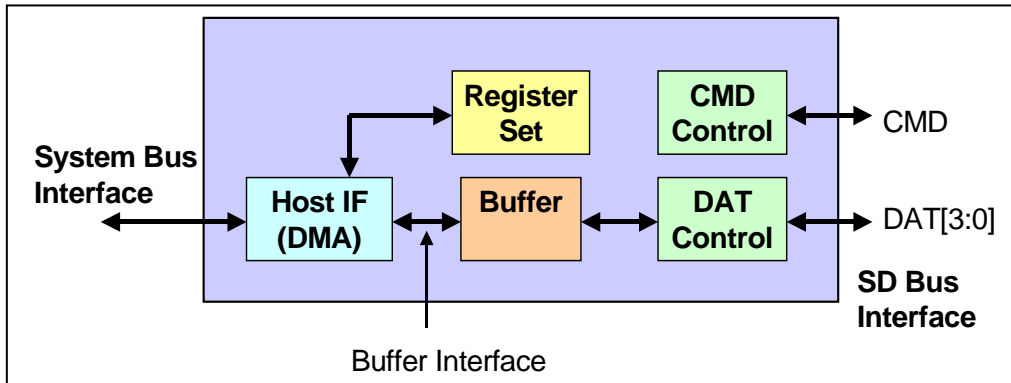 Register
Set
CMD
Control
CMD
System Bus
Interface
Host IF
(DMA)
Buffer
DAT
Control
DAT[3:0]
SD Bus
Interface
Buffer Interface